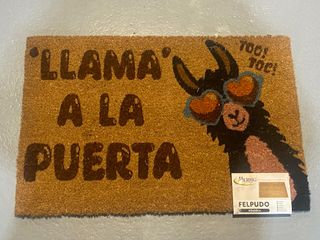 'LLAMA'
A LA
PUERTA
TOC!
TOC!
FELPUDO